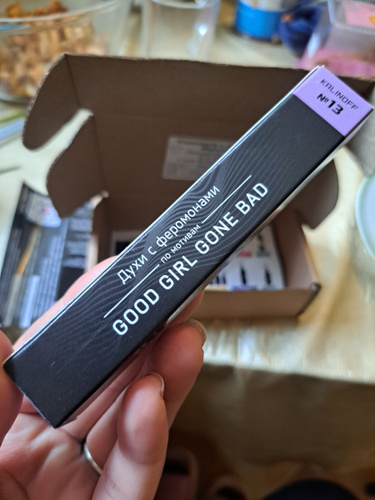 KALINOFF
№13
Духи с феромонами
по мотивам
GOOD GIRL GONE BAD